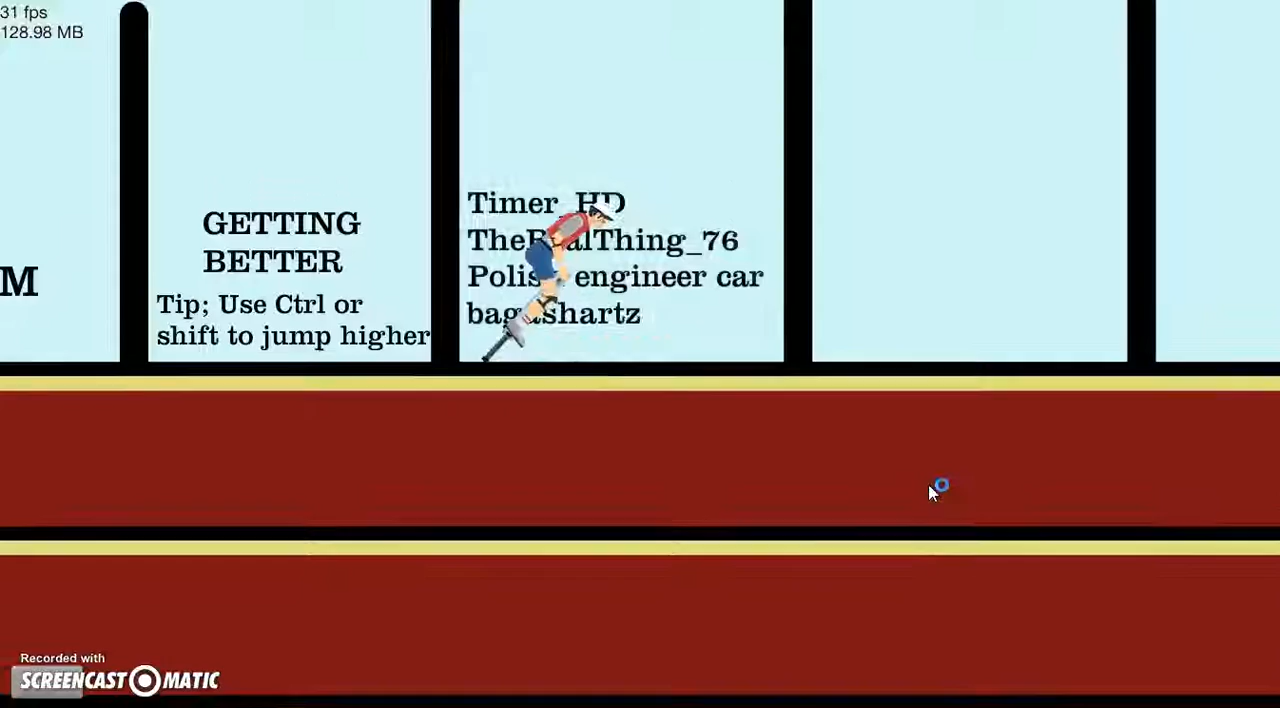 31 fps
128.98 MB
M
GETTING
BETTER
Tip; Use Ctrl or
shift to jump higher
Timer_HD
engineer car
Recorded with
SCREENCAST MATIC